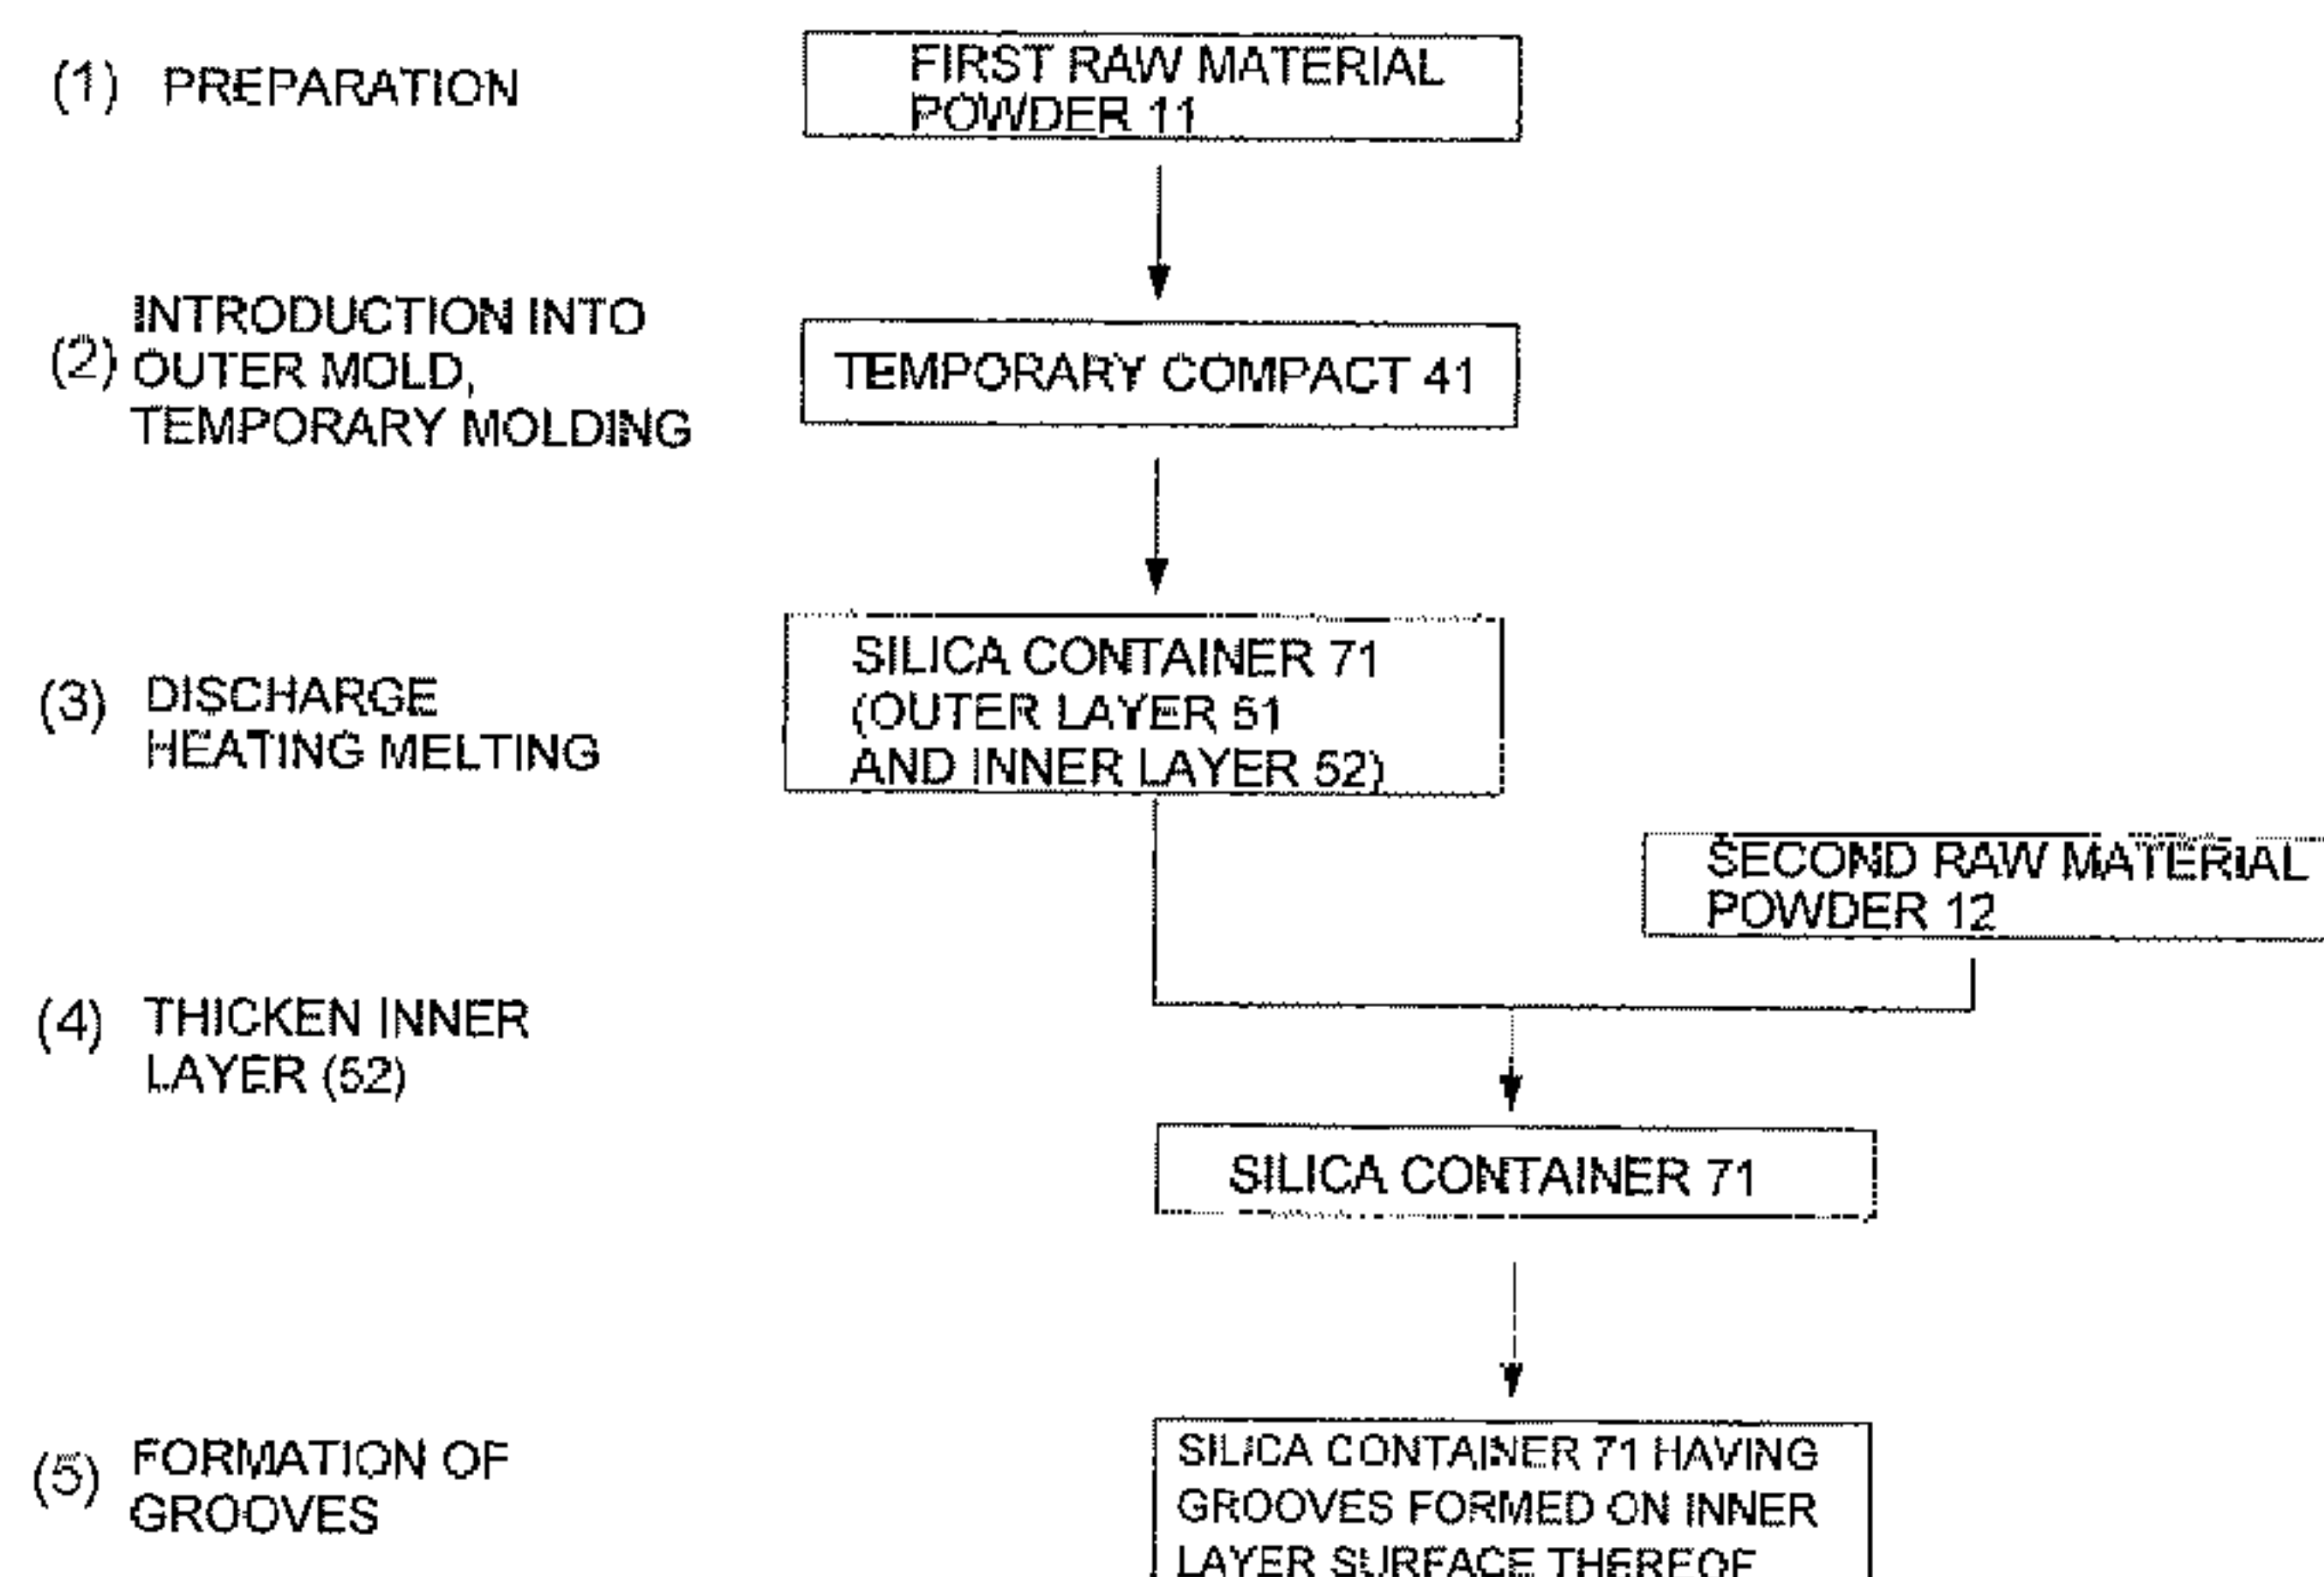 (1) PREPARATION
FIRST RAW MATERIAL
POWDER 11
(2) INTRODUCTION INTO
OUTER MOLD,
TEMPORARY MOLDING
TEMPORARY COMPACT 41
(3) DISCHARGE
HEATING MELTING
SILICA CONTAINER 71
(OUTER LAYER 51
AND INNER LAYER 52)
SECOND RAW MATERIAL
POWDER 12
(4) THICKEN INNER
LAYER (52)
SILICA CONTAINER 71
(5) FORMATION OF
GROOVES
SILICA CONTAINER 71 HAVING
GROOVES FORMED ON INNER
LAYER SURFACE THEREOF